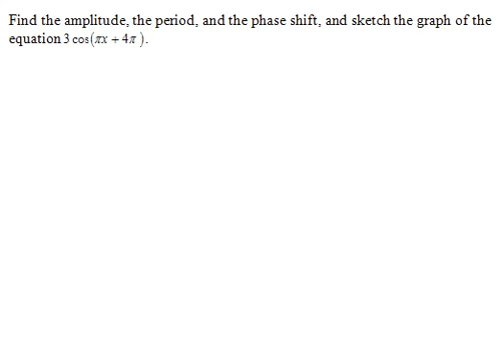 Find the amplitude, the period, and the phase shift, and sketch the graph of the
equation 3 cos(πx + 4π ).